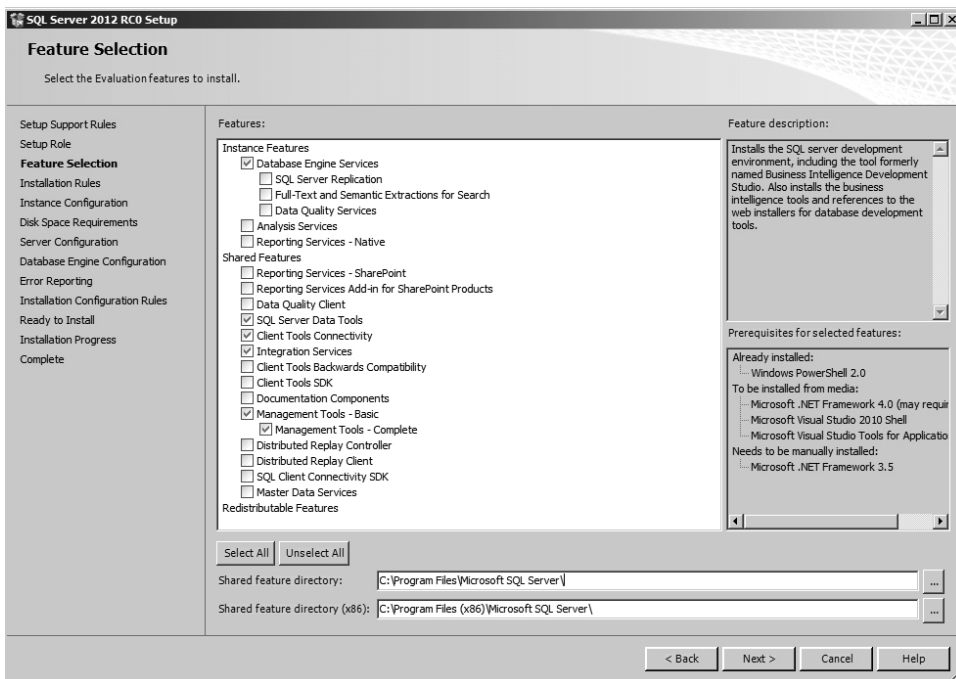 SQL Server 2012 RC0 Setup
Feature Selection
Select the Evaluation features to install.
Setup Support Rules
Setup Role
Feature Selection
Installation Rules
Instance Configuration
Disk Space Requirements
Server Configuration
Database Engine Configuration
Error Reporting
Installation Configuration Rules
Ready to Install
Installation Progress
Complete
Features:
Instance Features
Database Engine Services
SQL Server Replication
Full-Text and Semantic Extractions for Search
Data Quality Services
Analysis Services
Reporting Services - Native
Shared Features
Reporting Services - SharePoint
Reporting Services Add-in for SharePoint Products
Data Quality Client
SQL Server Data Tools
Client Tools Connectivity
Integration Services
Client Tools Backwards Compatibility
Client Tools SDK
Documentation Components
Management Tools - Basic
Management Tools - Complete
Distributed Replay Controller
Distributed Replay Client
SQL Client Connectivity SDK
Master Data Services
Redistributable Features
Select All
Unselect All
Shared feature directory:
C:\Program Files\Microsoft SQL Server\
...
Shared feature directory (x86):
C:\Program Files (x86)\Microsoft SQL Server\
...
Feature description:
Installs the SQL server development
environment, including the tool formerly
named Business Intelligence Development
Studio. Also installs the business
intelligence tools and references to the
web installers for database development
tools.
Prerequisites for selected features:
Already installed:
Windows PowerShell 2.0
To be installed from media:
Microsoft .NET Framework 4.0 (may requir
Microsoft Visual Studio 2010 Shell
Microsoft Visual Studio Tools for Applicatio
Needs to be manually installed:
Microsoft .NET Framework 3.5
< Back
Next >
Cancel
Help